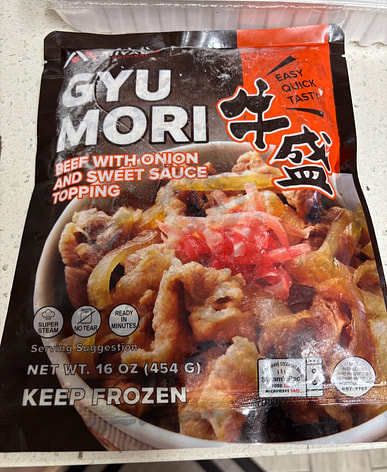 GYU
MORI
牛盛
EASY
QUICK
TASTY
BEEF WITH ONION
AND SWEET SAUCE
TOPPING
SUPER
STEAM
NO TEAR
READY
IN
MINUTES
Serving Suggestion
NET WT. 16 OZ (454 G)
KEEP FROZEN